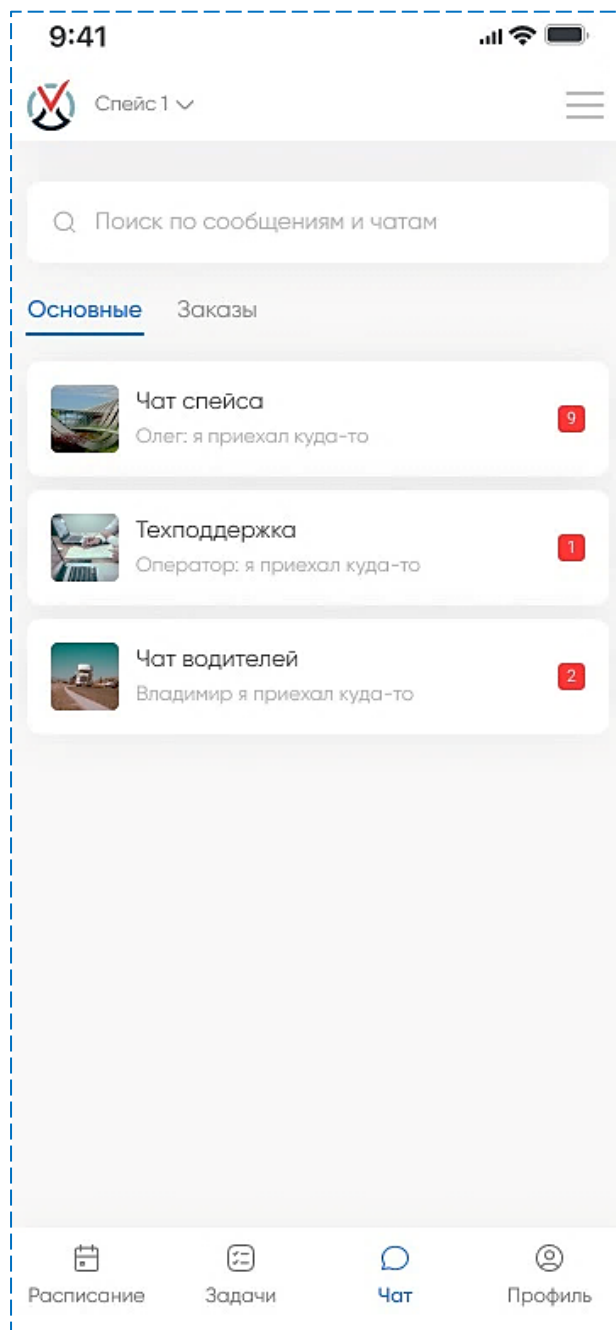 9:41
Спейс 1
Поиск по сообщениям и чатам
Основные Заказы
Чат спейса
Олег: я приехал куда-то
9
Техподдержка
Оператор: я приехал куда-то
1
Чат водителей
Владимир я приехал куда-то
2
Расписание Задачи Чат Профиль